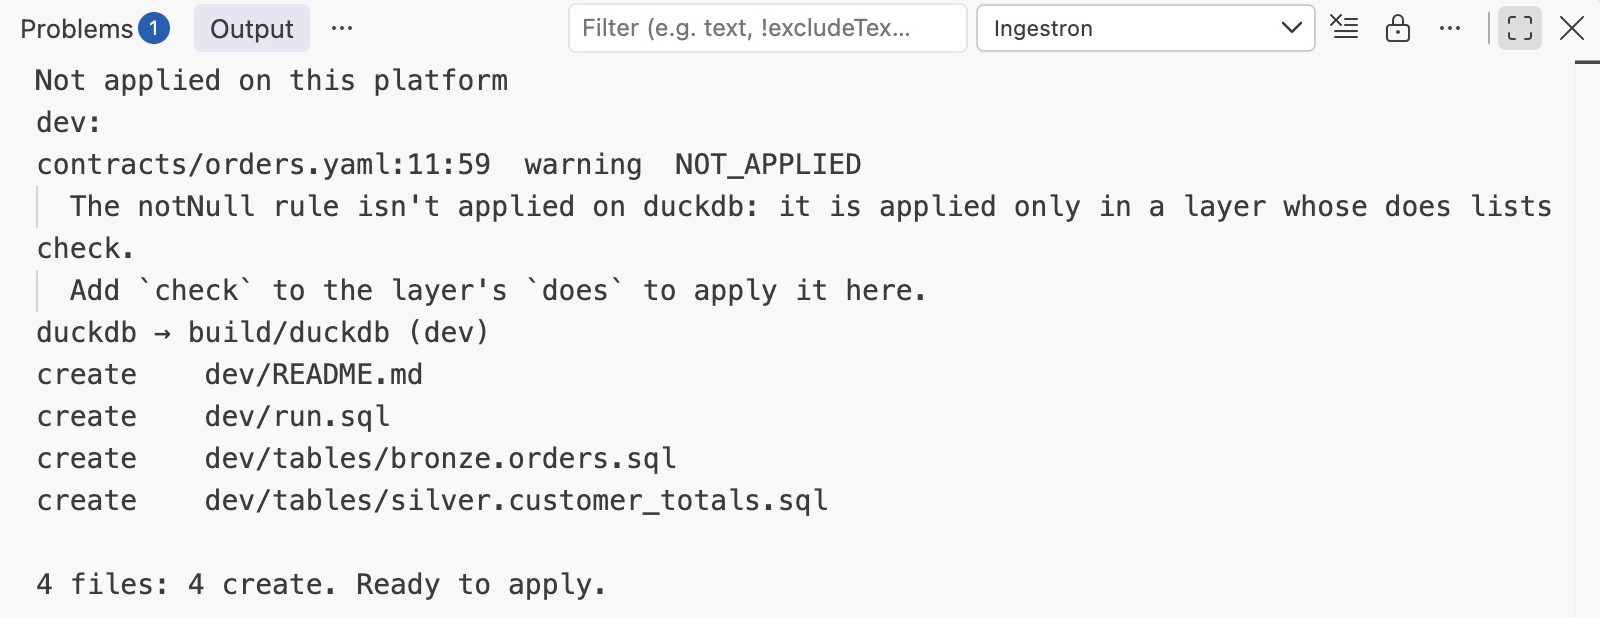 Problems 1 Output ··· Filter (e.g. text, !excludeTex... Ingestron
Not applied on this platform
dev:
contracts/orders.yaml:11:59  warning  NOT_APPLIED
The notNull rule isn't applied on duckdb: it is applied only in a layer whose does lists
check.
Add `check` to the layer's `does` to apply it here.
duckdb → build/duckdb (dev)
create    dev/README.md
create    dev/run.sql
create    dev/tables/bronze.orders.sql
create    dev/tables/silver.customer_totals.sql
4 files: 4 create. Ready to apply.